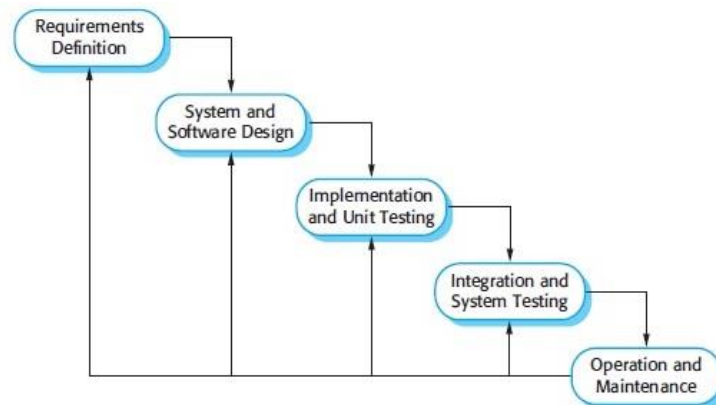 Requirements
Definition
System and
Software Design
Implementation
and Unit Testing
Integration and
System Testing
Operation and
Maintenance